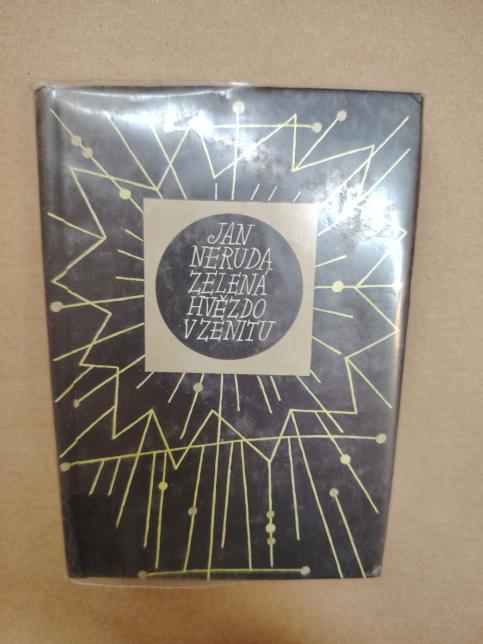 JAN
NERUDA
ZELENÁ
HVĚZDO
V ZENITU